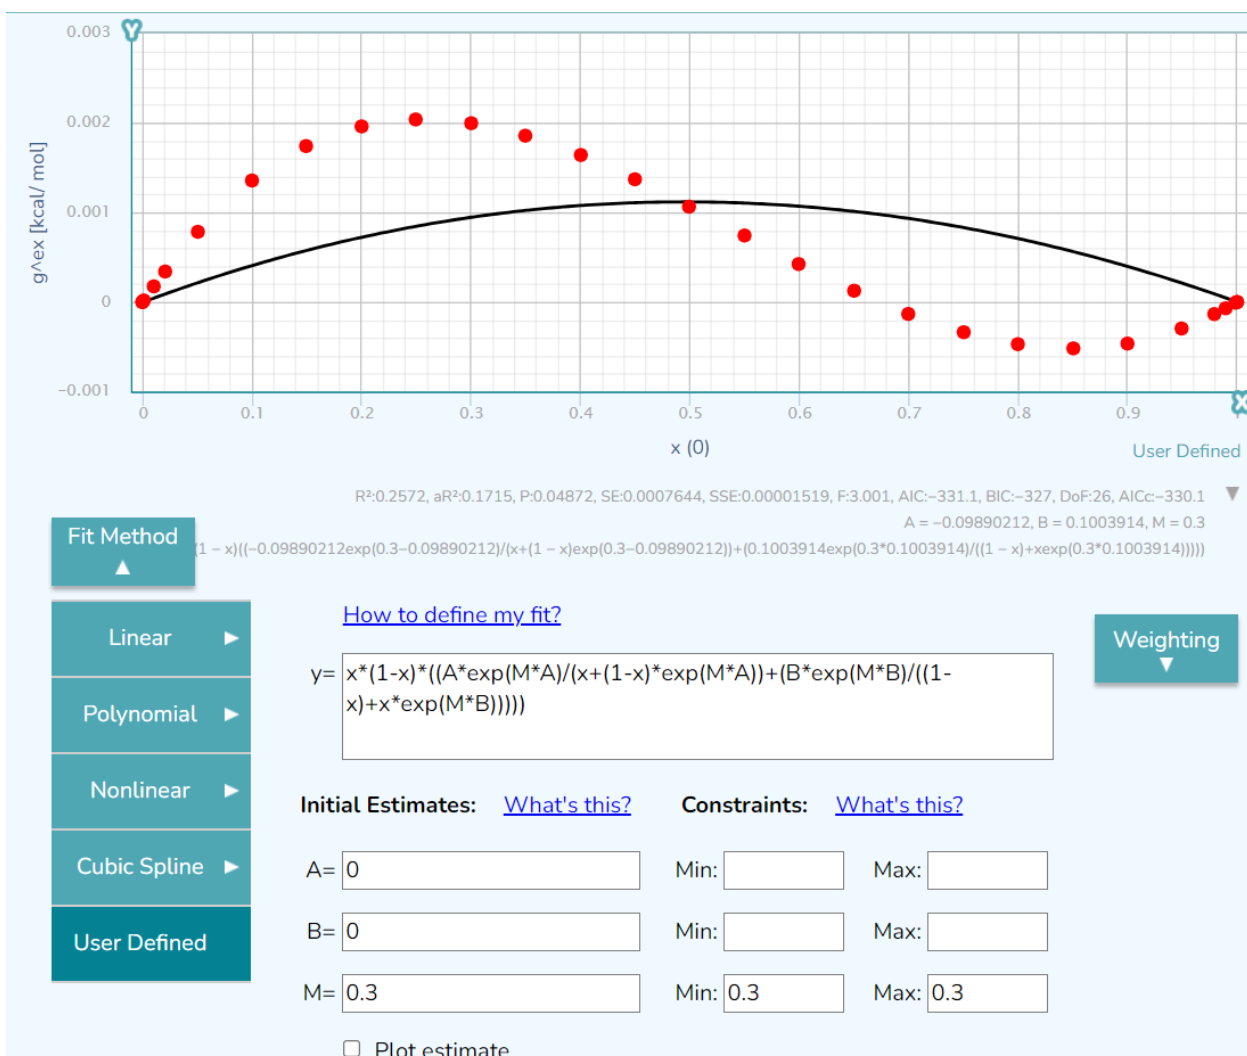 0.003
Y
0.002
0.001
0
−0.001
g^ex [kcal/ mol]
0 0.1 0.2 0.3 0.4 0.5 0.6 0.7 0.8 0.9
X
x (0)
User Defined
R²:0.2572, aR²:0.1715, P:0.04872, SE:0.0007644, SSE:0.00001519, F:3.001, AIC:−331.1, BIC:−327, DoF:26, AICc:−330.1 ▼
A = −0.09890212, B = 0.1003914, M = 0.3
(1 − x)((−0.09890212exp(0.3−0.09890212)/(x+(1 − x)exp(0.3−0.09890212))+(0.1003914exp(0.3*0.1003914)/((1 − x)+xexp(0.3*0.1003914)))))
Fit Method
▲
Linear ▶
Polynomial ▶
Nonlinear ▶
Cubic Spline ▶
User Defined
How to define my fit?
y= x*(1-x)*((A*exp(M*A)/(x+(1-x)*exp(M*A))+(B*exp(M*B)/((1-
x)+x*exp(M*B)))))
Weighting
▼
Initial Estimates: What's this? Constraints: What's this?
A= 0 Min: Max:
B= 0 Min: Max:
M= 0.3 Min: 0.3 Max: 0.3
Plot estimate